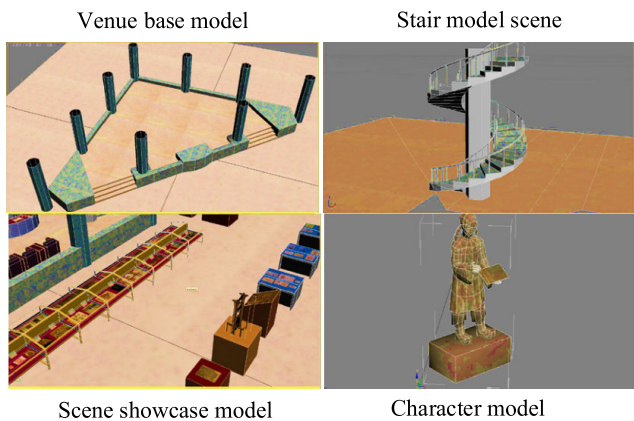 Venue base model
Stair model scene
Scene showcase model
Character model